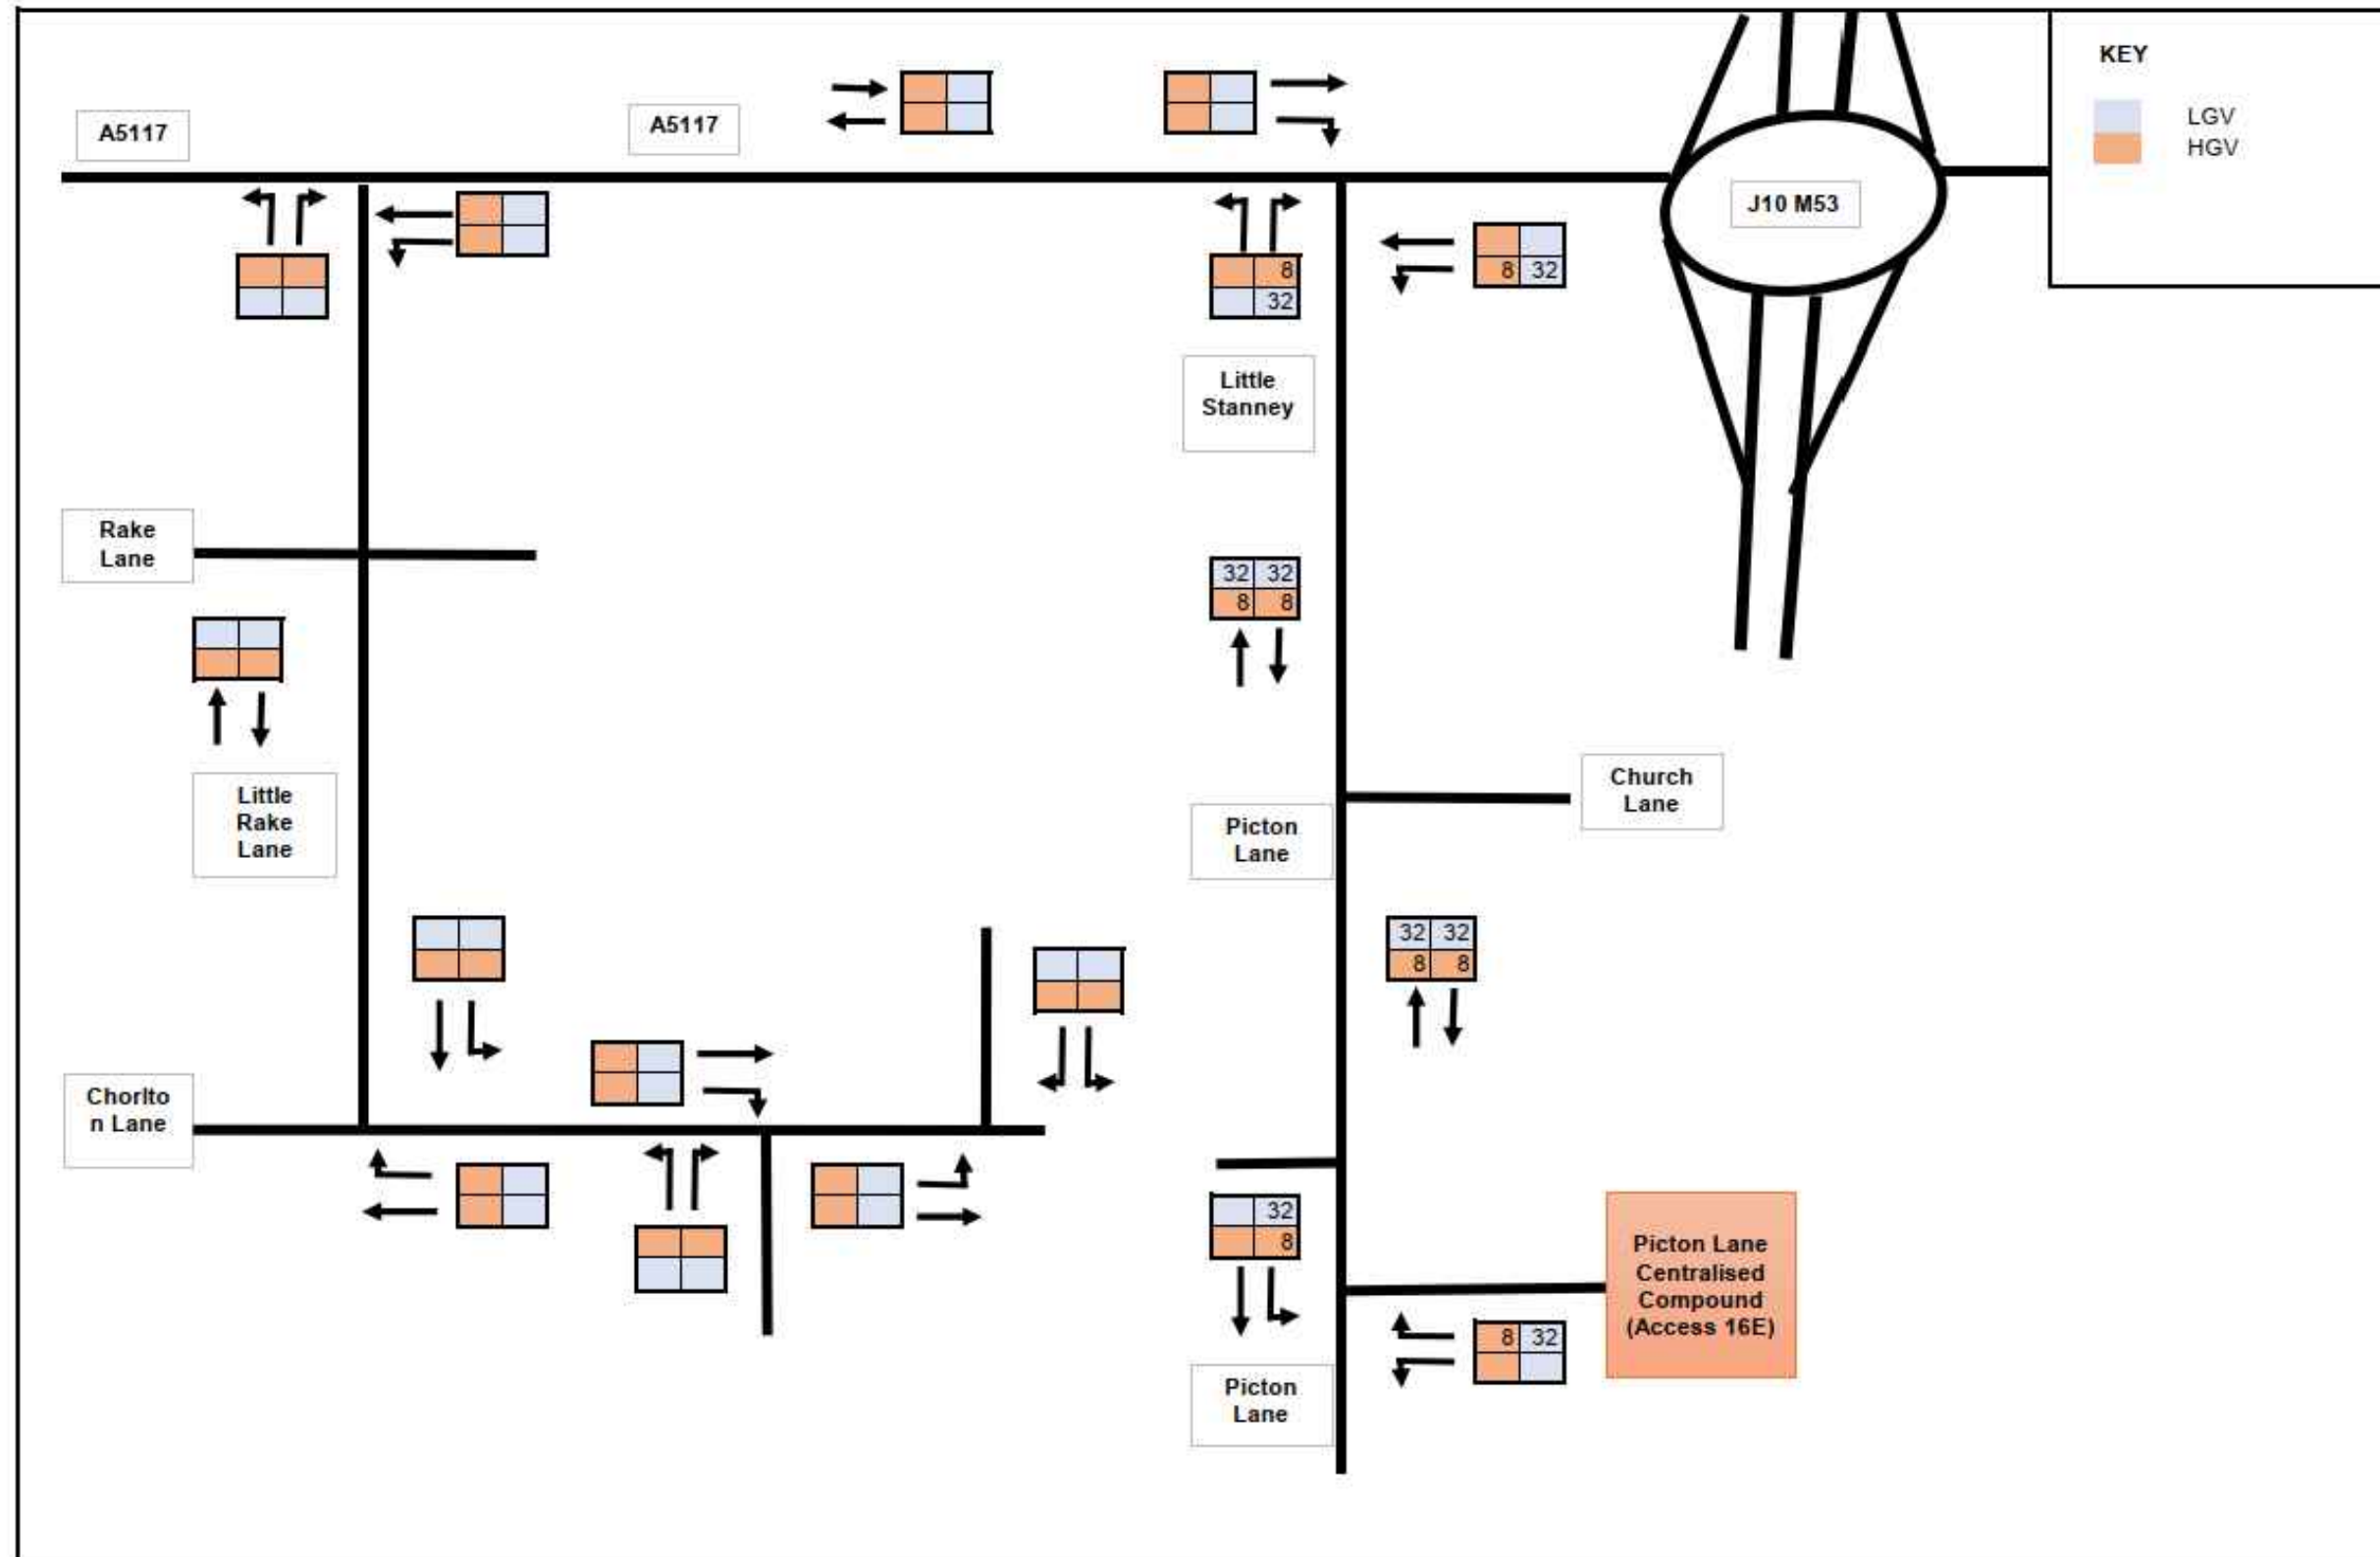 KEY
LGV
HGV
A5117
A5117
J10 M53
8
32
8 32
Little
Stanney
Rake
Lane
32 32
8 8
Little
Rake
Lane
Church
Lane
Picton
Lane
32 32
8 8
Chorlto
n Lane
32
8
Picton Lane
Centralised
Compound
(Access 16E)
8 32
Picton
Lane